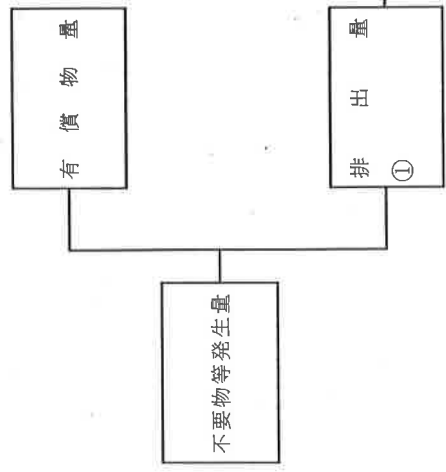 不要物等発生量
有償物量
排出量
①